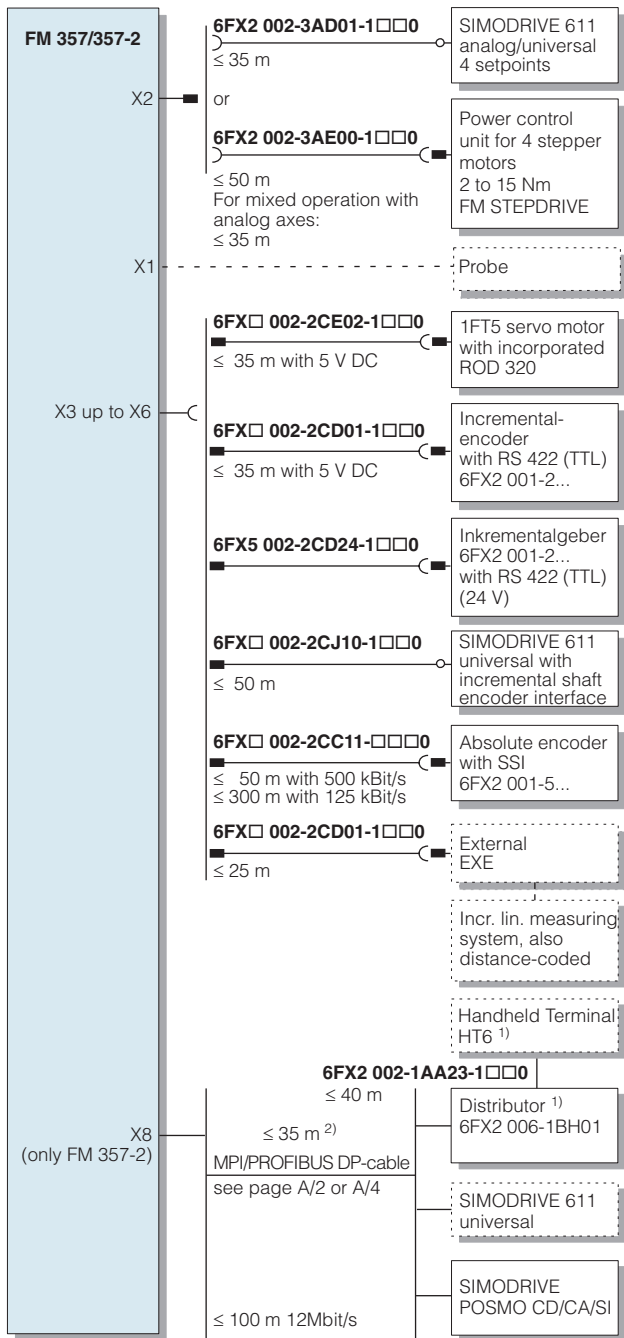 FM 357/357-2
6FX2 002-3AD01-1□□0
≤ 35 m
SIMODRIVE 611
analog/universal
4 setpoints
X2
or
6FX2 002-3AE00-1□□0
≤ 50 m
For mixed operation with
analog axes:
≤ 35 m
Power control
unit for 4 stepper
motors
2 to 15 Nm
FM STEPDRIVE
X1
Probe
6FX□ 002-2CE02-1□□0
≤ 35 m with 5 V DC
1FT5 servo motor
with incorporated
ROD 320
X3 up to X6
6FX□ 002-2CD01-1□□0
≤ 35 m with 5 V DC
Incremental-
encoder
with RS 422 (TTL)
6FX2 001-2...
6FX5 002-2CD24-1□□0
Inkrementalgeber
6FX2 001-2...
with RS 422 (TTL)
(24 V)
6FX□ 002-2CJ10-1□□0
≤ 50 m
SIMODRIVE 611
universal with
incremental shaft
encoder interface
6FX□ 002-2CC11-□□□0
≤ 50 m with 500 kBit/s
≤ 300 m with 125 kBit/s
Absolute encoder
with SSI
6FX2 001-5...
6FX□ 002-2CD01-1□□0
≤ 25 m
External
EXE
Incr. lin. measuring
system, also
distance-coded
Handheld Terminal
HT6 1)
6FX2 002-1AA23-1□□0
≤ 40 m
Distributor 1)
6FX2 006-1BH01
X8
(only FM 357-2)
≤ 35 m 2)
MPI/PROFIBUS DP-cable
see page A/2 or A/4
SIMODRIVE 611
universal
SIMODRIVE
POSMO CD/CA/SI
≤ 100 m 12Mbit/s